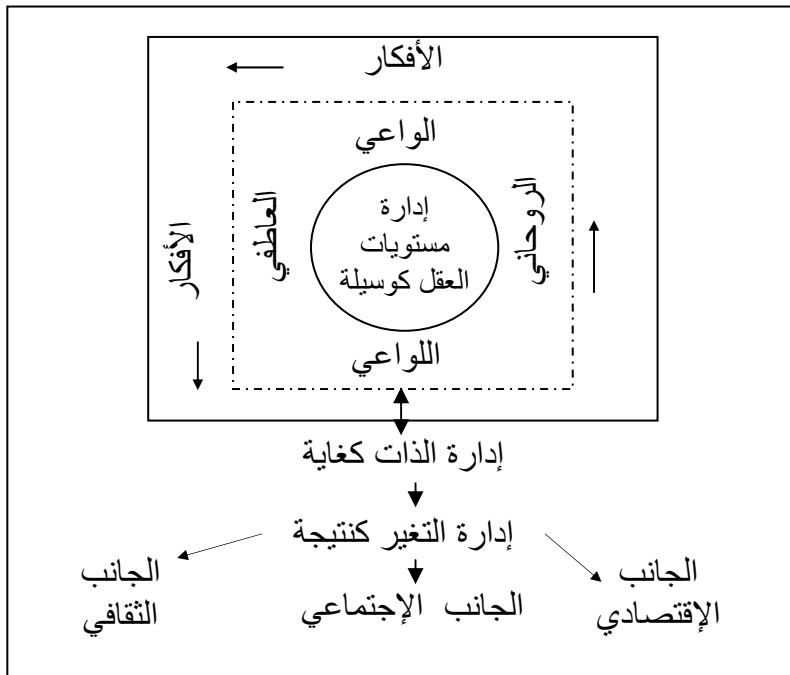 الأفكار
الواعي
الروحاني
إدارة
مستويات
العقل كوسيلة
العاطفي
الأفكار
اللواعي
إدارة الذات كغاية
إدارة التغير كنتيجة
الجانب
الإقتصادي
الجانب الإجتماعي
الجانب
الثقافي